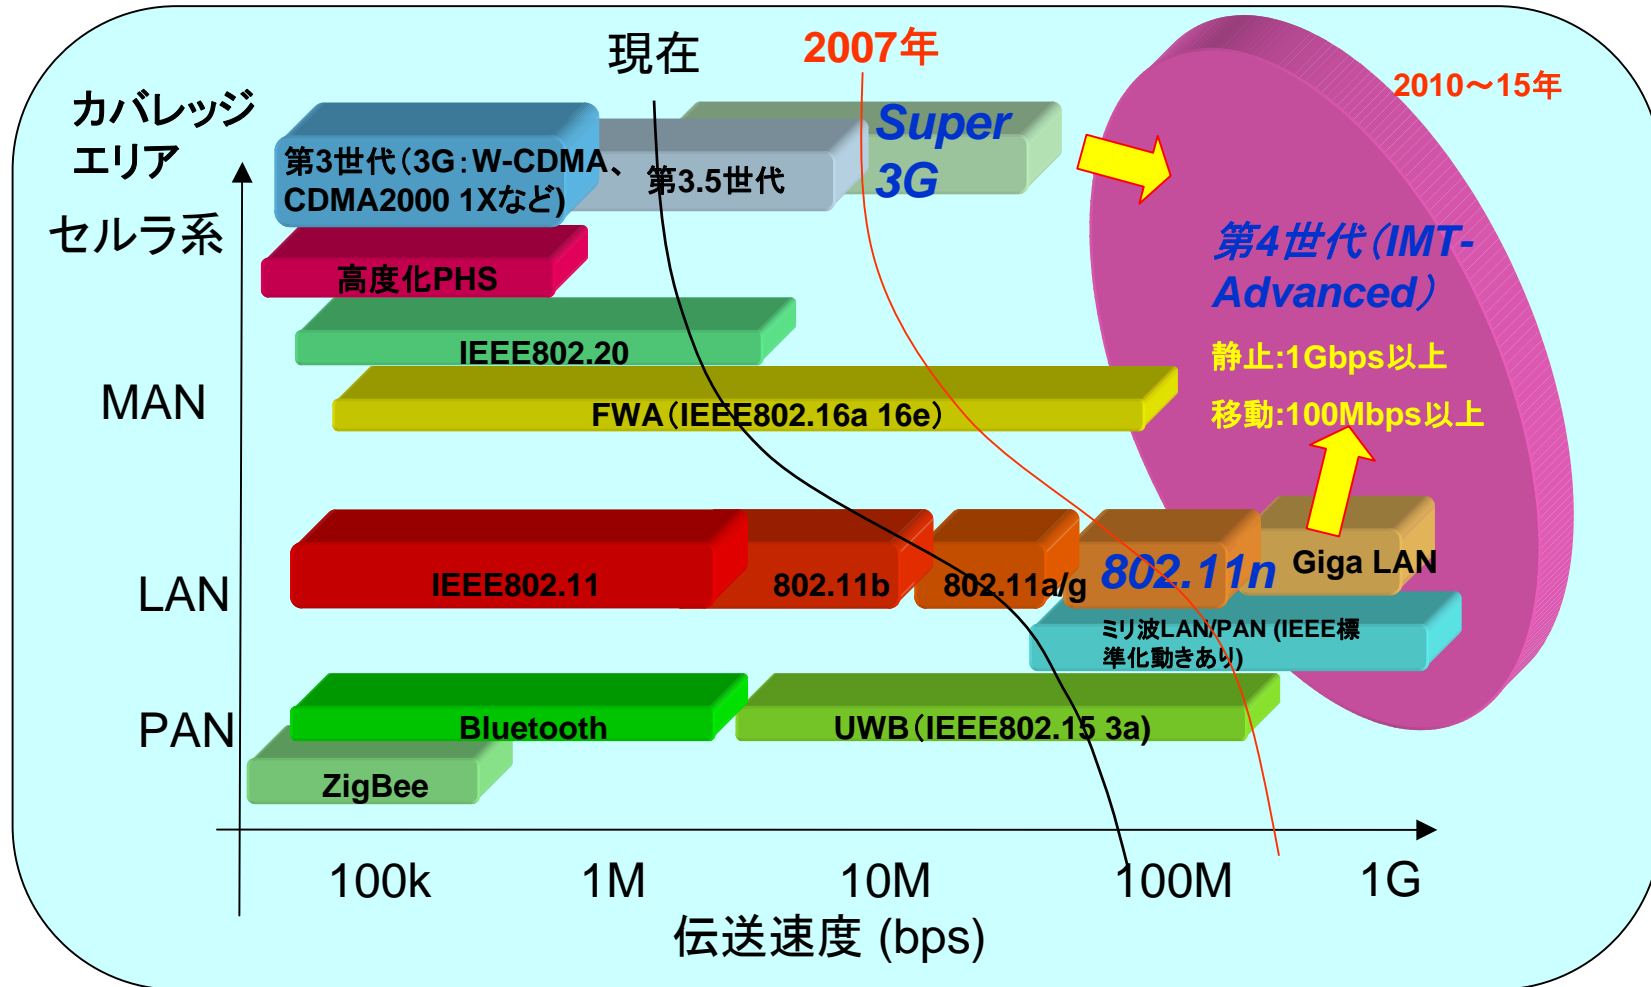 現在
2007年
2010～15年
カバレッジ
エリア
Super
3G
第3世代（3G：W-CDMA、
CDMA2000 1Xなど)
第3.5世代
セルラ系
高度化PHS
第4世代（IMT-
Advanced）
静止:1Gbps以上
移動:100Mbps以上
IEEE802.20
MAN
FWA（IEEE802.16a 16e）
LAN
IEEE802.11
802.11b
802.11a/g
802.11n
Giga LAN
ミリ波LAN/PAN (IEEE標
準化動きあり)
PAN
Bluetooth
UWB（IEEE802.15 3a)
ZigBee
100k
1M
10M
100M
1G
伝送速度 (bps)